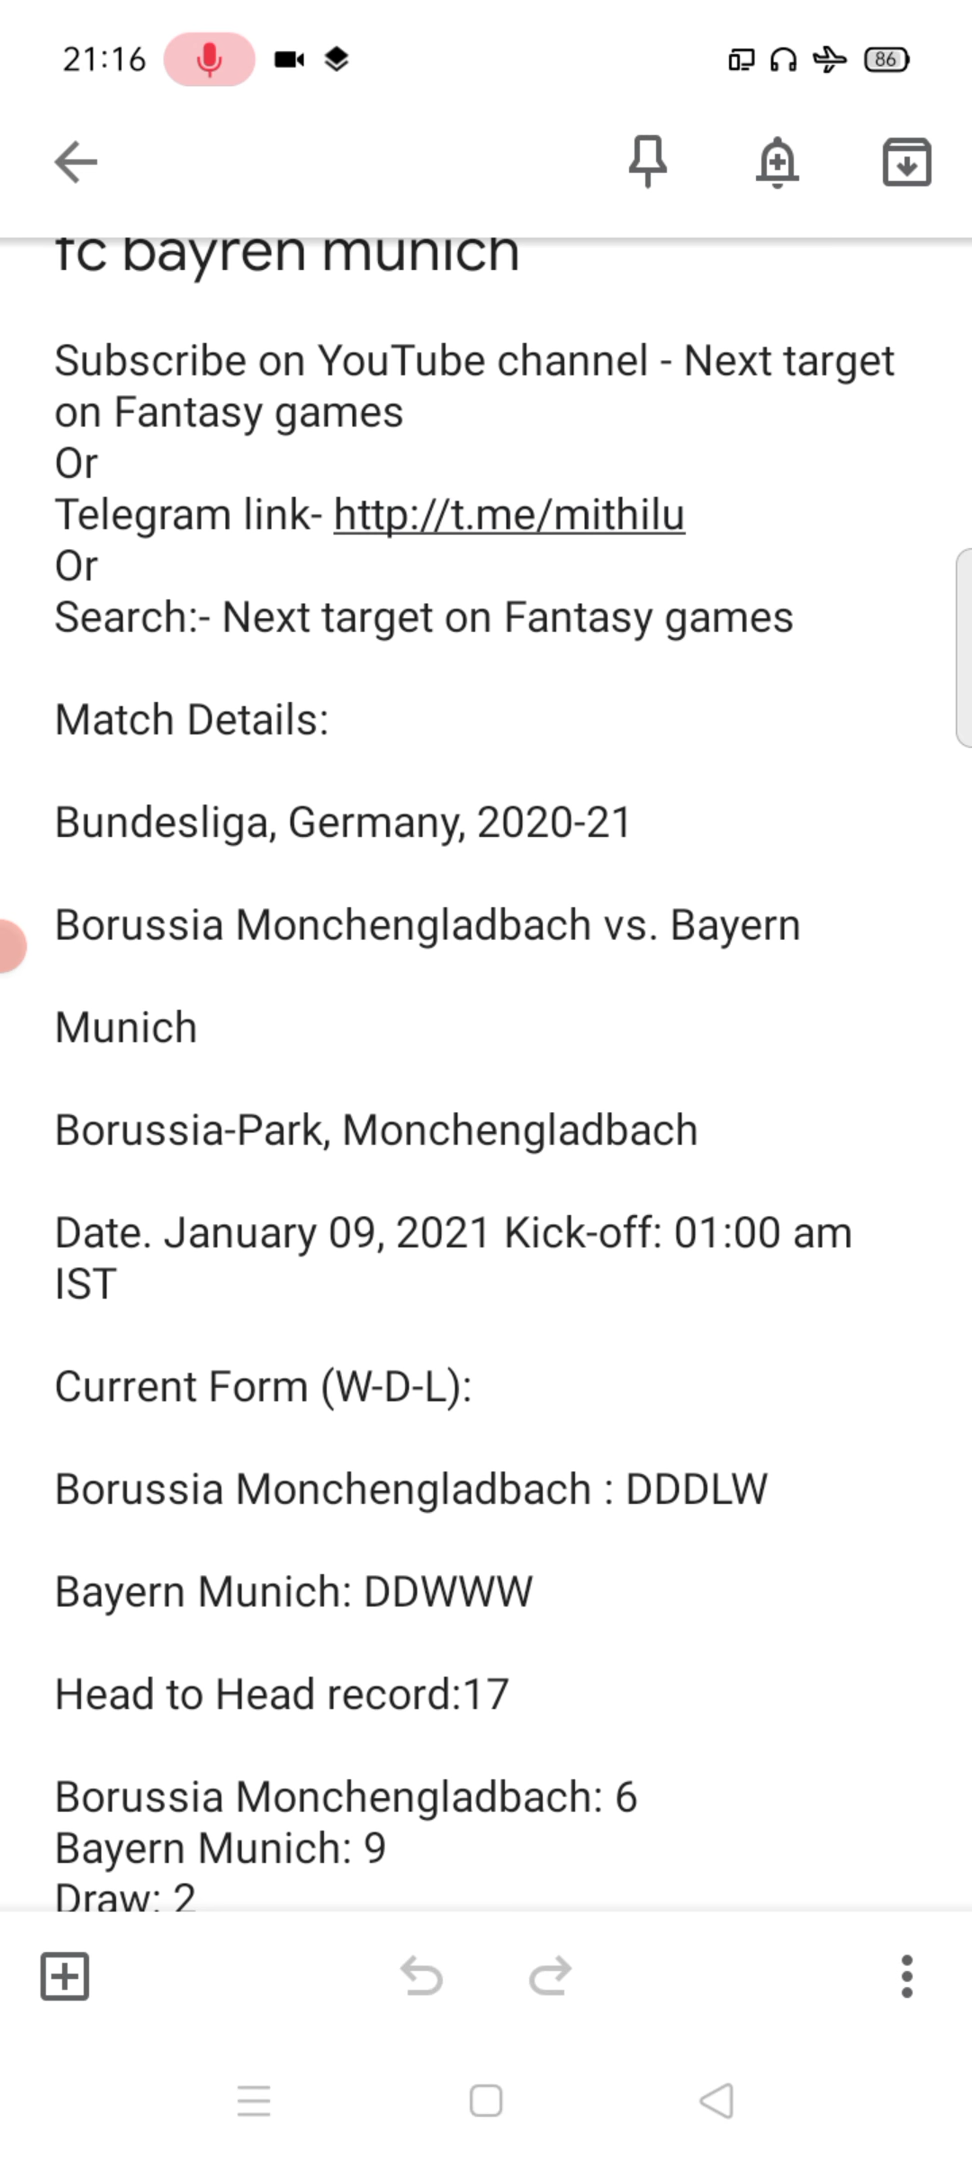 21:16
86
fc bayren munich
Subscribe on YouTube channel - Next target
on Fantasy games
Or
Telegram link- http://t.me/mithilu
Or
Search:- Next target on Fantasy games
Match Details:
Bundesliga, Germany, 2020-21
Borussia Monchengladbach vs. Bayern
Munich
Borussia-Park, Monchengladbach
Date. January 09, 2021 Kick-off: 01:00 am
IST
Current Form (W-D-L):
Borussia Monchengladbach : DDDLW
Bayern Munich: DDWWW
Head to Head record:17
Borussia Monchengladbach: 6
Bayern Munich: 9
Draw: 2